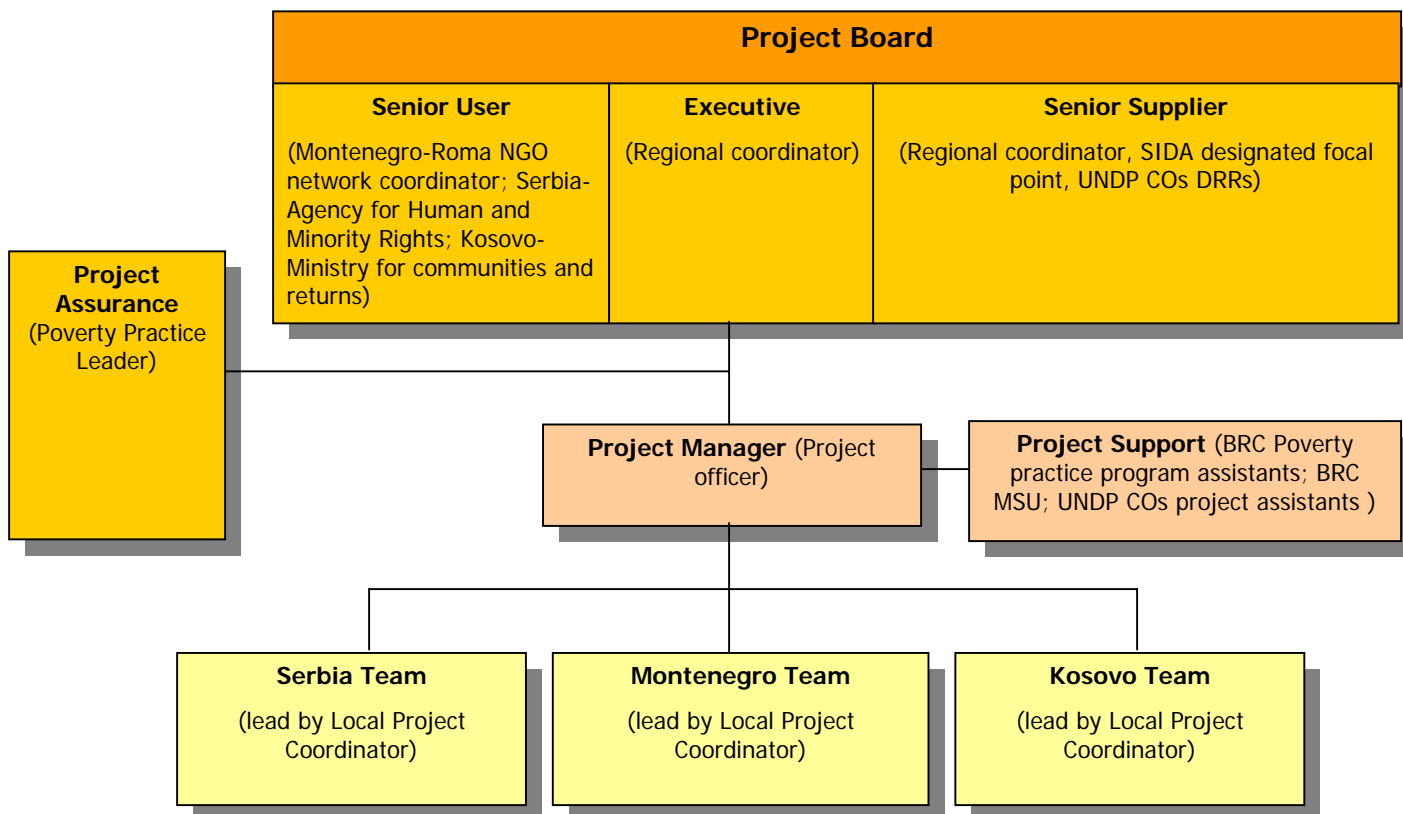 Project Board
Senior User
(Montenegro-Roma NGO
network coordinator; Serbia-
Agency for Human and
Minority Rights; Kosovo-
Ministry for communities and
returns)
Executive
(Regional coordinator)
Senior Supplier
(Regional coordinator, SIDA designated focal
point, UNDP COs DRRs)
Project
Assurance
(Poverty Practice
Leader)
Project Manager (Project
officer)
Project Support (BRC Poverty
practice program assistants; BRC
MSU; UNDP COs project assistants )
Serbia Team
(lead by Local Project
Coordinator)
Montenegro Team
(lead by Local Project
Coordinator)
Kosovo Team
(lead by Local Project
Coordinator)